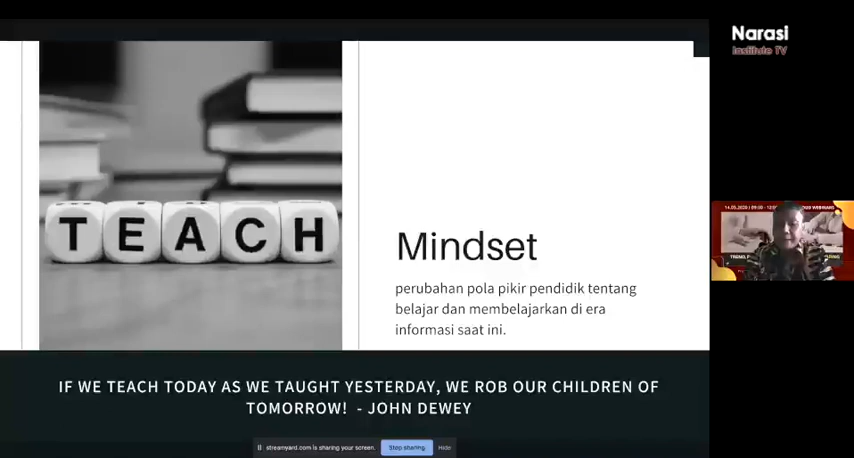 Narasi
Institute TV
TEACH
Mindset
perubahan pola pikir pendidik tentang
belajar dan membelajarkan di era
informasi saat ini.
IF WE TEACH TODAY AS WE TAUGHT YESTERDAY, WE ROB OUR CHILDREN OF
TOMORROW! - JOHN DEWEY
streamyard.com is sharing your screen.
Stop sharing
Hide